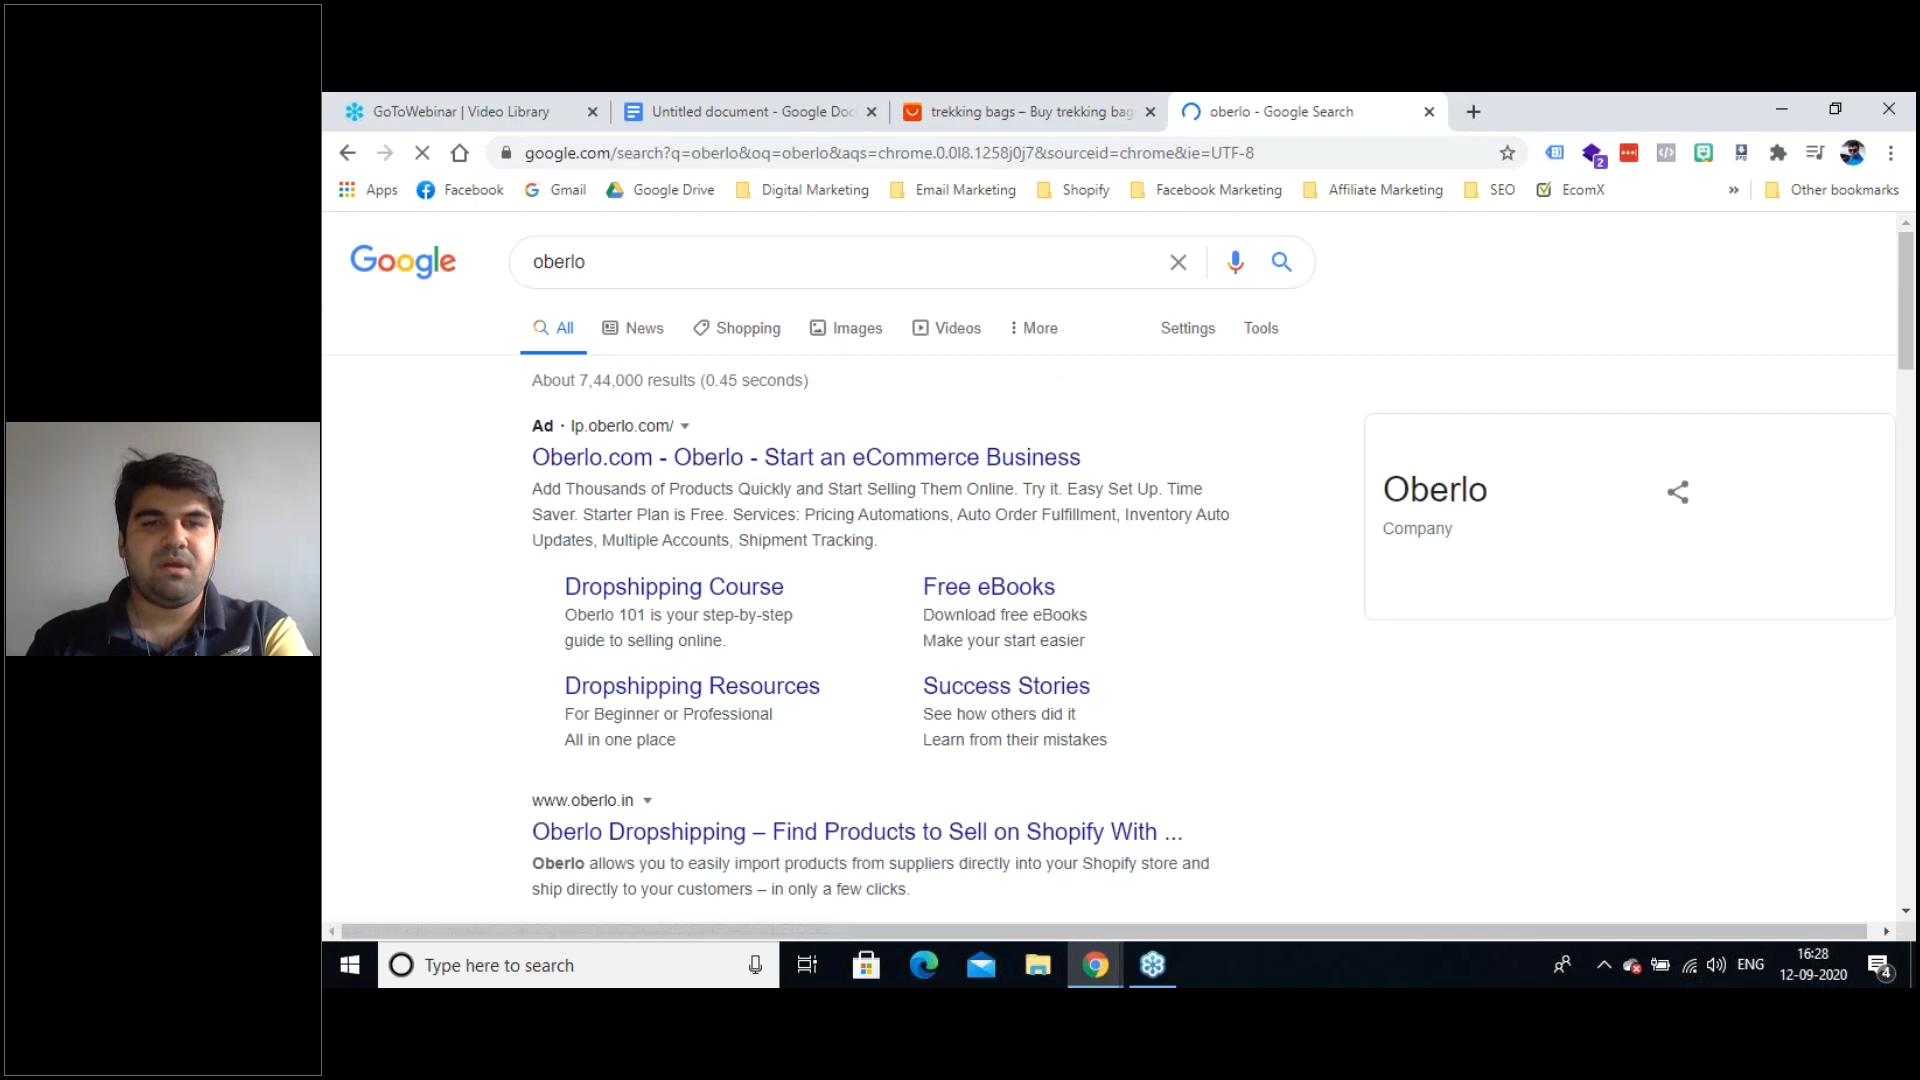 GoToWebinar | Video Library
Untitled document - Google Doc
trekking bags – Buy trekking bag
oberlo - Google Search
google.com/search?q=oberlo&oq=oberlo&aqs=chrome.0.0l8.1258j0j7&sourceid=chrome&ie=UTF-8
2
Apps
Facebook
Gmail
Google Drive
Digital Marketing
Email Marketing
Shopify
Facebook Marketing
Affiliate Marketing
SEO
EcomX
»
Other bookmarks
Google
oberlo
All
News
Shopping
Images
Videos
More
Settings
Tools
About 7,44,000 results (0.45 seconds)
Ad · lp.oberlo.com/
Oberlo.com - Oberlo - Start an eCommerce Business
Add Thousands of Products Quickly and Start Selling Them Online. Try it. Easy Set Up. Time
Saver. Starter Plan is Free. Services: Pricing Automations, Auto Order Fulfillment, Inventory Auto
Updates, Multiple Accounts, Shipment Tracking.
Dropshipping Course
Oberlo 101 is your step-by-step
guide to selling online.
Free eBooks
Download free eBooks
Make your start easier
Dropshipping Resources
For Beginner or Professional
All in one place
Success Stories
See how others did it
Learn from their mistakes
www.oberlo.in
Oberlo Dropshipping – Find Products to Sell on Shopify With ...
Oberlo allows you to easily import products from suppliers directly into your Shopify store and
ship directly to your customers – in only a few clicks.
Oberlo
Company
Type here to search
ENG
16:28
12-09-2020
4